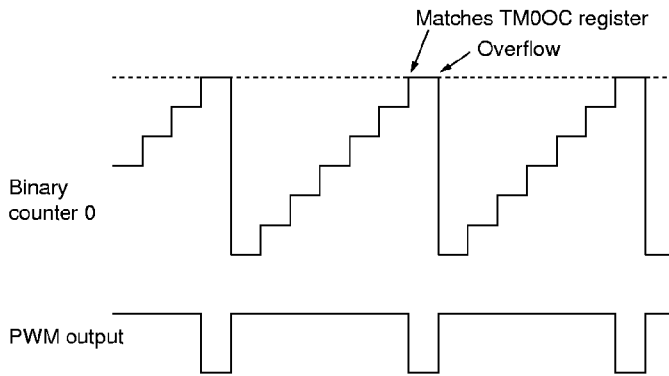 Matches TM0OC register
Overflow
Binary
counter 0
PWM output